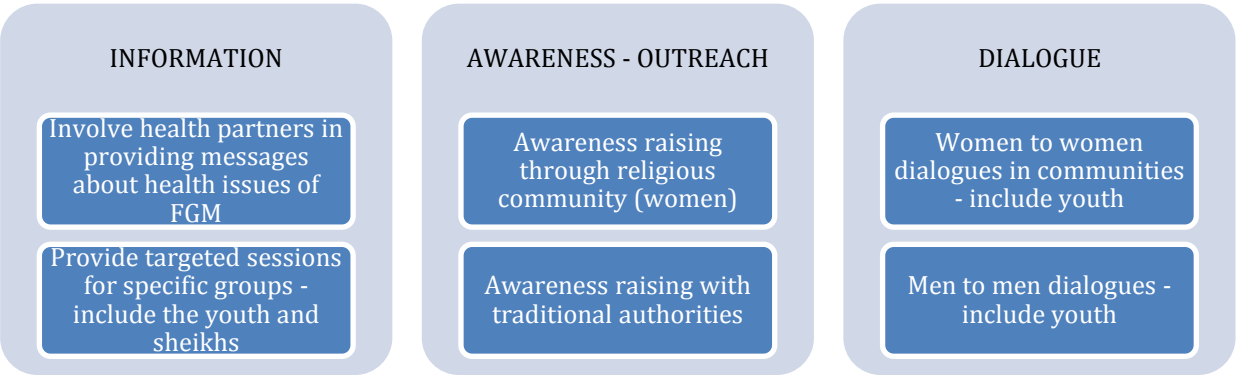 INFORMATION
Involve health partners in
providing messages
about health issues of
FGM
Provide targeted sessions
for specific groups -
include the youth and
sheikhs
AWARENESS - OUTREACH
Awareness raising
through religious
community (women)
Awareness raising with
traditional authorities
DIALOGUE
Women to women
dialogues in communities
- include youth
Men to men dialogues -
include youth